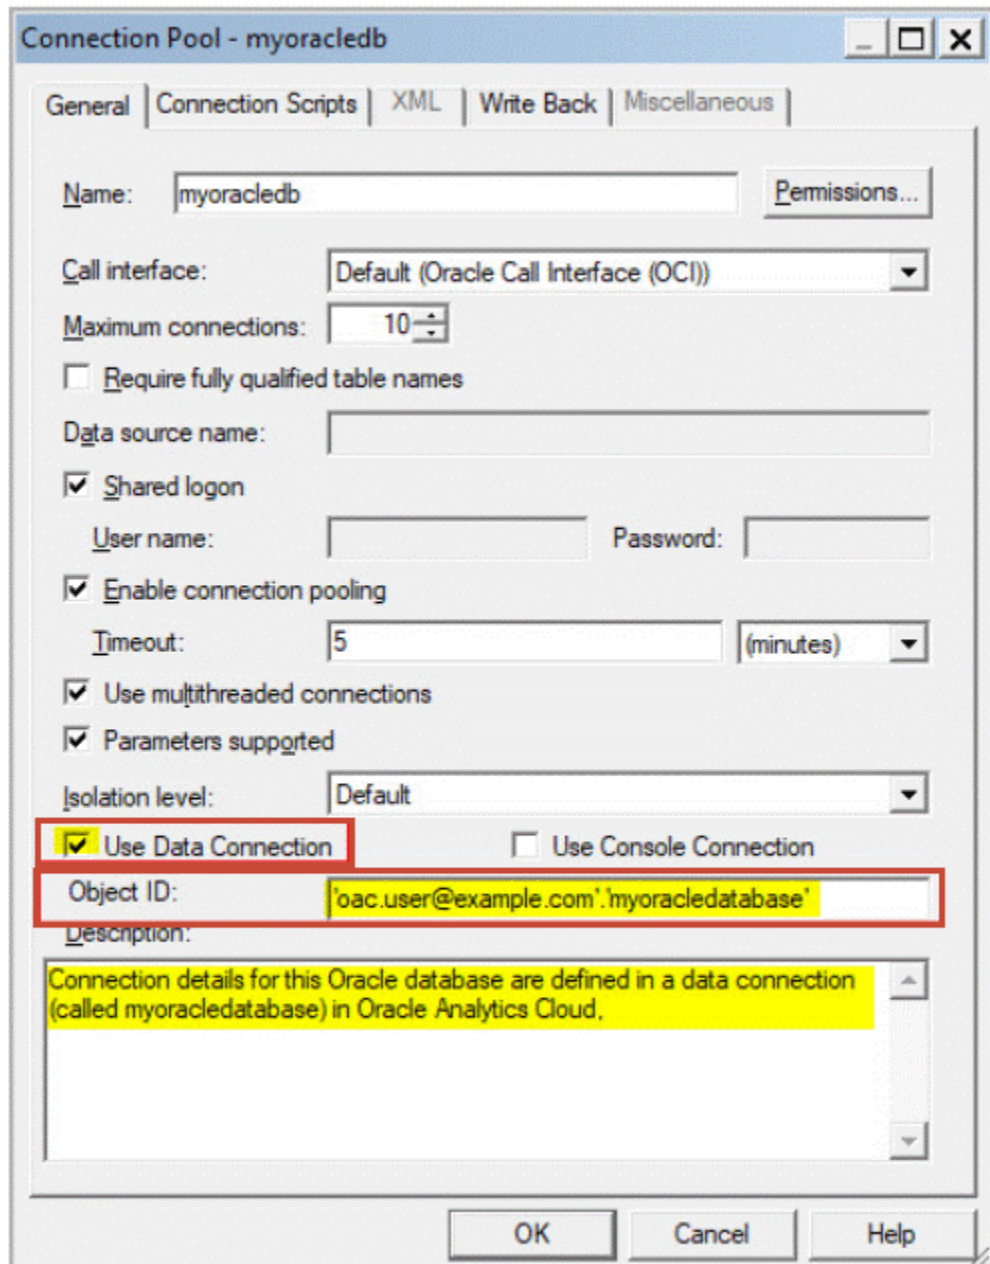 Connection Pool - myoracledb
General Connection Scripts XML Write Back Miscellaneous
Name: myoracledb Permissions...
Call interface: Default (Oracle Call Interface (OCI))
Maximum connections: 10
Require fully qualified table names
Data source name:
Shared logon
User name: Password:
Enable connection pooling
Timeout: 5 (minutes)
Use multithreaded connections
Parameters supported
Isolation level: Default
Use Data Connection Use Console Connection
Object ID: 'oac.user@example.com'.'myoracledatabase'
Description:
Connection details for this Oracle database are defined in a data connection
(called myoracledatabase) in Oracle Analytics Cloud,
OK Cancel Help